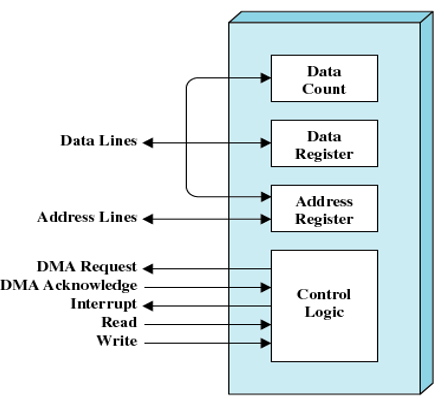 Data
Count
Data Lines
Data
Register
Address
Register
Address Lines
DMA Request
DMA Acknowledge
Interrupt
Read
Write
Control
Logic